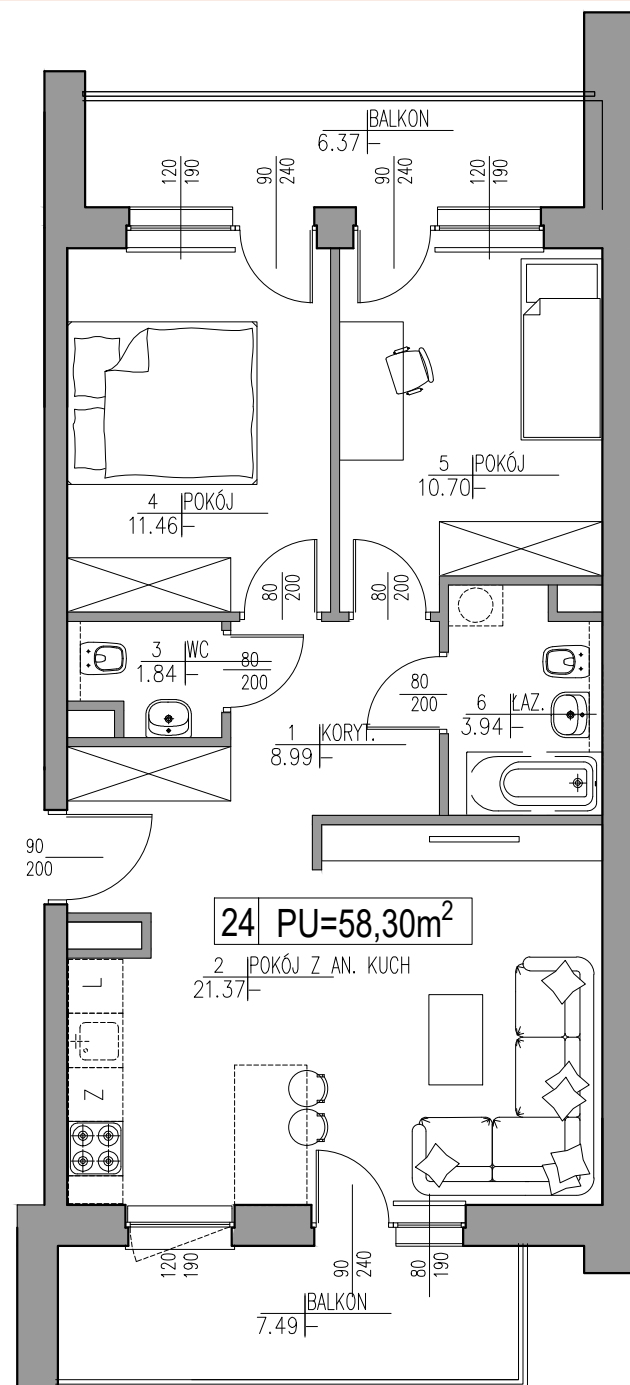 BALKON
6.37
120
190
90
240
90
240
120
190
5 POKÓJ
10.70
4 POKÓJ
11.46
80
200
80
200
3 WC
1.84
80
200
80
200
6 ŁAZ.
3.94
1 KORYT.
8.99
90
200
24 PU=58,30m²
2 POKÓJ Z AN. KUCH
21.37
L
Z
120
190
90
240
80
190
BALKON
7.49